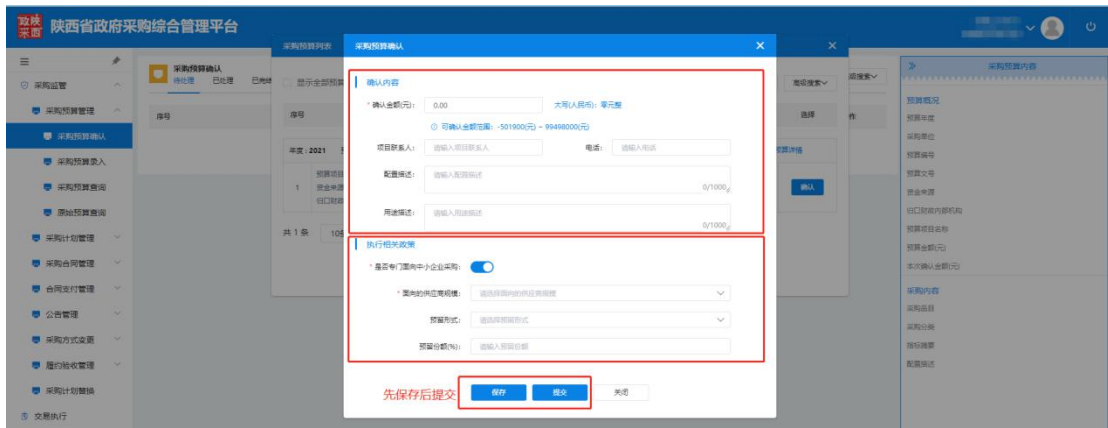 政陕
采西 陕西省政府采购综合管理平台
采购监管
采购预算管理
采购预算确认
采购预算录入
采购预算查询
原始预算查询
采购计划管理
采购合同管理
合同支付管理
公告管理
采购方式变更
履约验收管理
采购计划替换
交易执行
采购预算确认
待处理 已处理
序号
采购预算列表
显示全部预算
高级搜索
序号 选择
年度:2021
1
确认
共 1 条
采购预算确认
确认内容
* 确认金额(元): 0.00 大写(人民币): 零元整
可确认金额范围: -501900(元) ~ 99498000(元)
项目联系人: 请输入项目联系人 电话: 请输入电话
配置描述: 请输入配置描述
0/1000
用途描述: 请输入用途描述
0/1000
执行相关政策
* 是否专门面向中小企业采购:
* 面向的供应商规模: 请选择面向的供应商规模
预留形式: 请选择预留形式
预留份额(%): 请输入预留份额
先保存后提交 保存 提交 关闭
采购预算内容
预算概况
预算年度
采购单位
预算编号
预算文号
资金来源
归口财政内部机构
预算项目名称
预算金额(元)
本次确认金额(元)
采购内容
采购品目
采购分类
指标摘要
配置描述